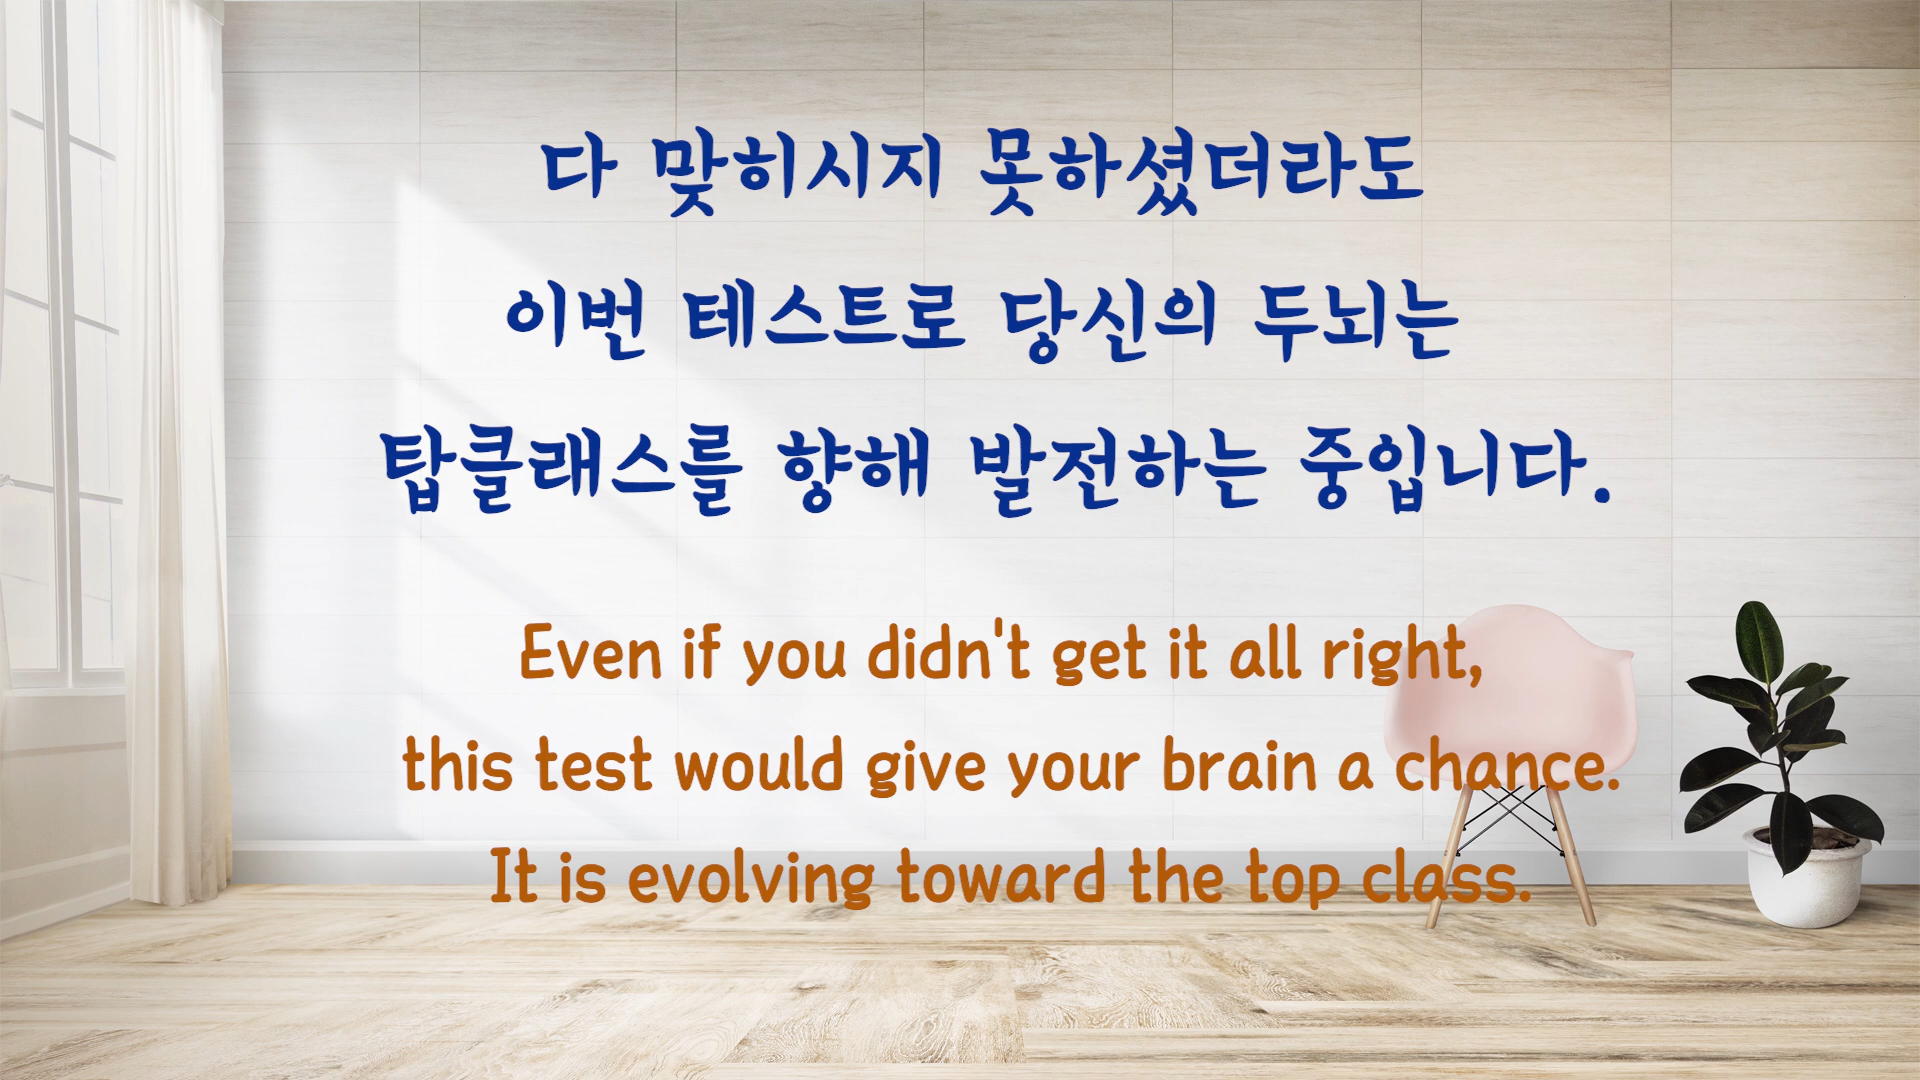 다 맞히시지 못하셨더라도
이번 테스트로 당신의 두뇌는
탑클래스를 향해 발전하는 중입니다.
Even if you didn't get it all right,
this test would give your brain a chance.
It is evolving toward the top class.